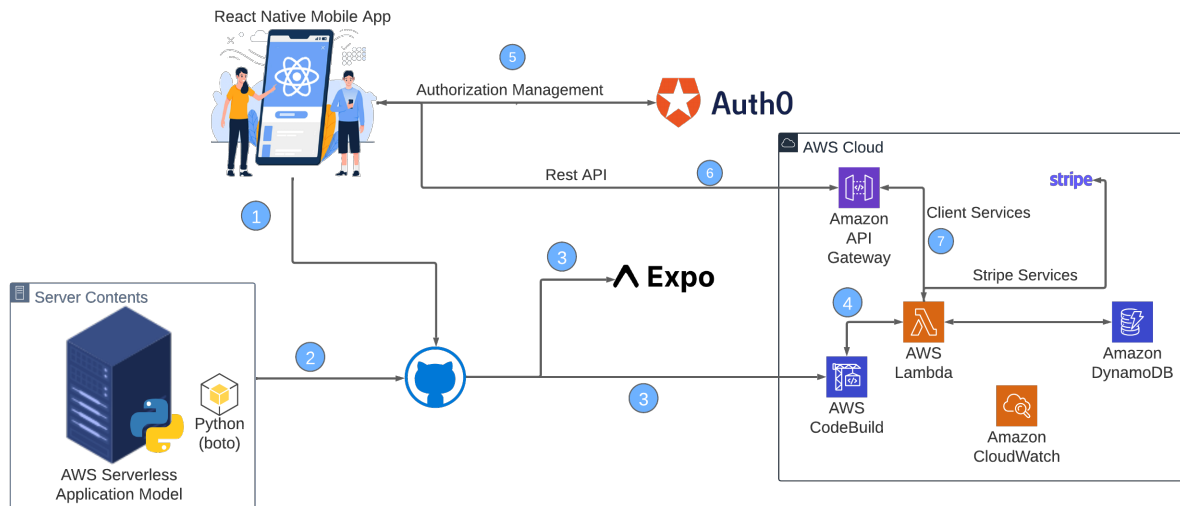 React Native Mobile App
5
Authorization Management
Auth0
AWS Cloud
Rest API
6
stripe
Amazon
API
Gateway
Client Services
1
7
3
Expo
Stripe Services
Server Contents
4
2
AWS
Lambda
Amazon
DynamoDB
3
Python
(boto)
AWS
CodeBuild
Amazon
CloudWatch
AWS Serverless
Application Model